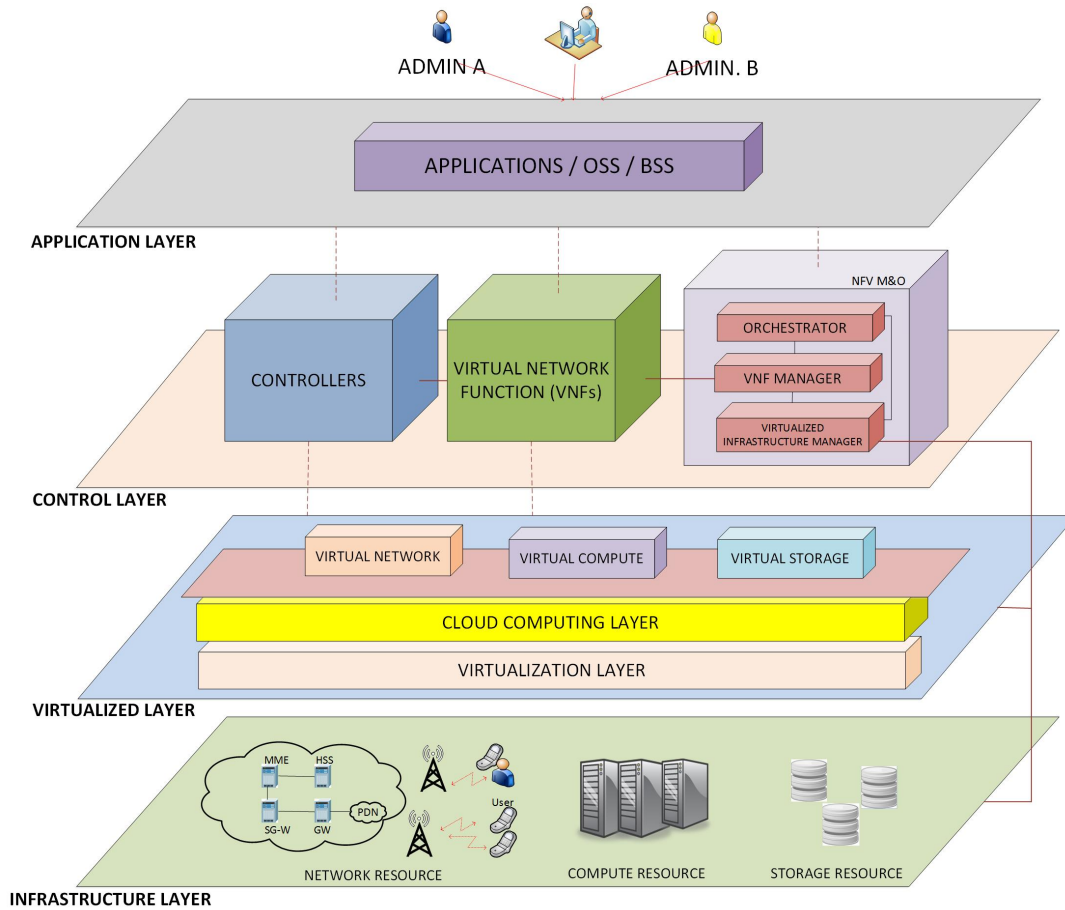 ADMIN A
ADMIN. B
APPLICATIONS / OSS / BSS
APPLICATION LAYER
NFV M&O
ORCHESTRATOR
CONTROLLERS
VIRTUAL NETWORK
FUNCTION (VNFs)
VNF MANAGER
VIRTUALIZED
INFRASTRUCTURE MANAGER
CONTROL LAYER
VIRTUAL NETWORK
VIRTUAL COMPUTE
VIRTUAL STORAGE
CLOUD COMPUTING LAYER
VIRTUALIZATION LAYER
VIRTUALIZED LAYER
MME
HSS
User
SG-W
GW
PDN
NETWORK RESOURCE
COMPUTE RESOURCE
STORAGE RESOURCE
INFRASTRUCTURE LAYER